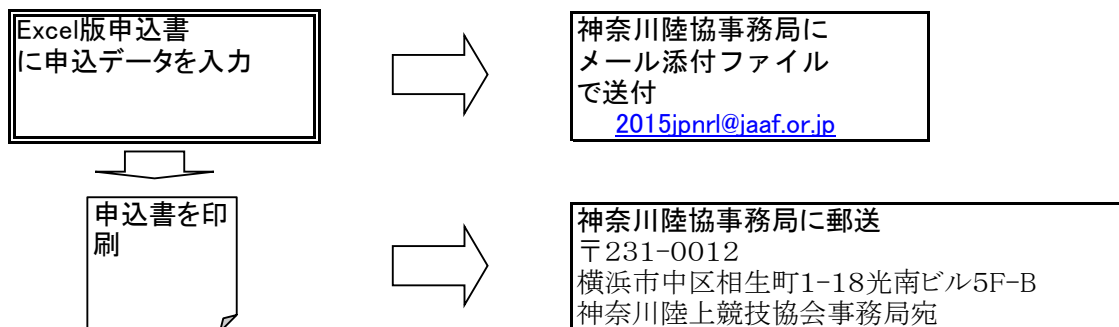 Excel版申込書
に申込データを入力
神奈川陸協事務局に
メール添付ファイル
で送付
2015jpnrl@jaaf.or.jp
申込書を印
刷
神奈川陸協事務局に郵送
〒231-0012
横浜市中区相生町1-18光南ビル5F-B
神奈川陸上競技協会事務局宛